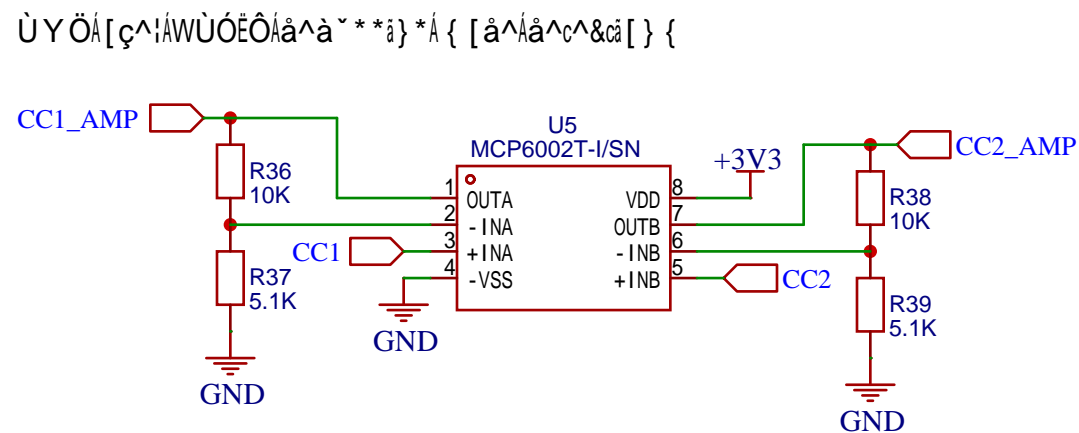 CC1_AMP
R36
10K
R37
5.1K
GND
CC1
GND
U5
MCP6002T-I/SN
1
OUTA
2
-INA
3
+INA
4
-VSS
8
VDD
7
OUTB
6
-INB
5
+INB
+3V3
CC2_AMP
R38
10K
CC2
R39
5.1K
GND